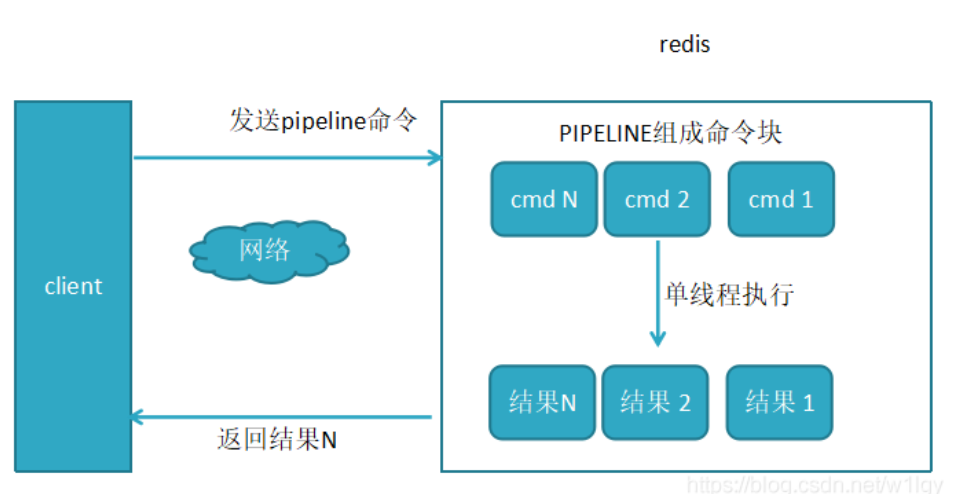 redis
发送pipeline命令
PIPELINE组成命令块
cmd N
cmd 2
cmd 1
网络
client
单线程执行
结果N
结果 2
结果 1
返回结果N
https://blog.csdn.net/w1lgy